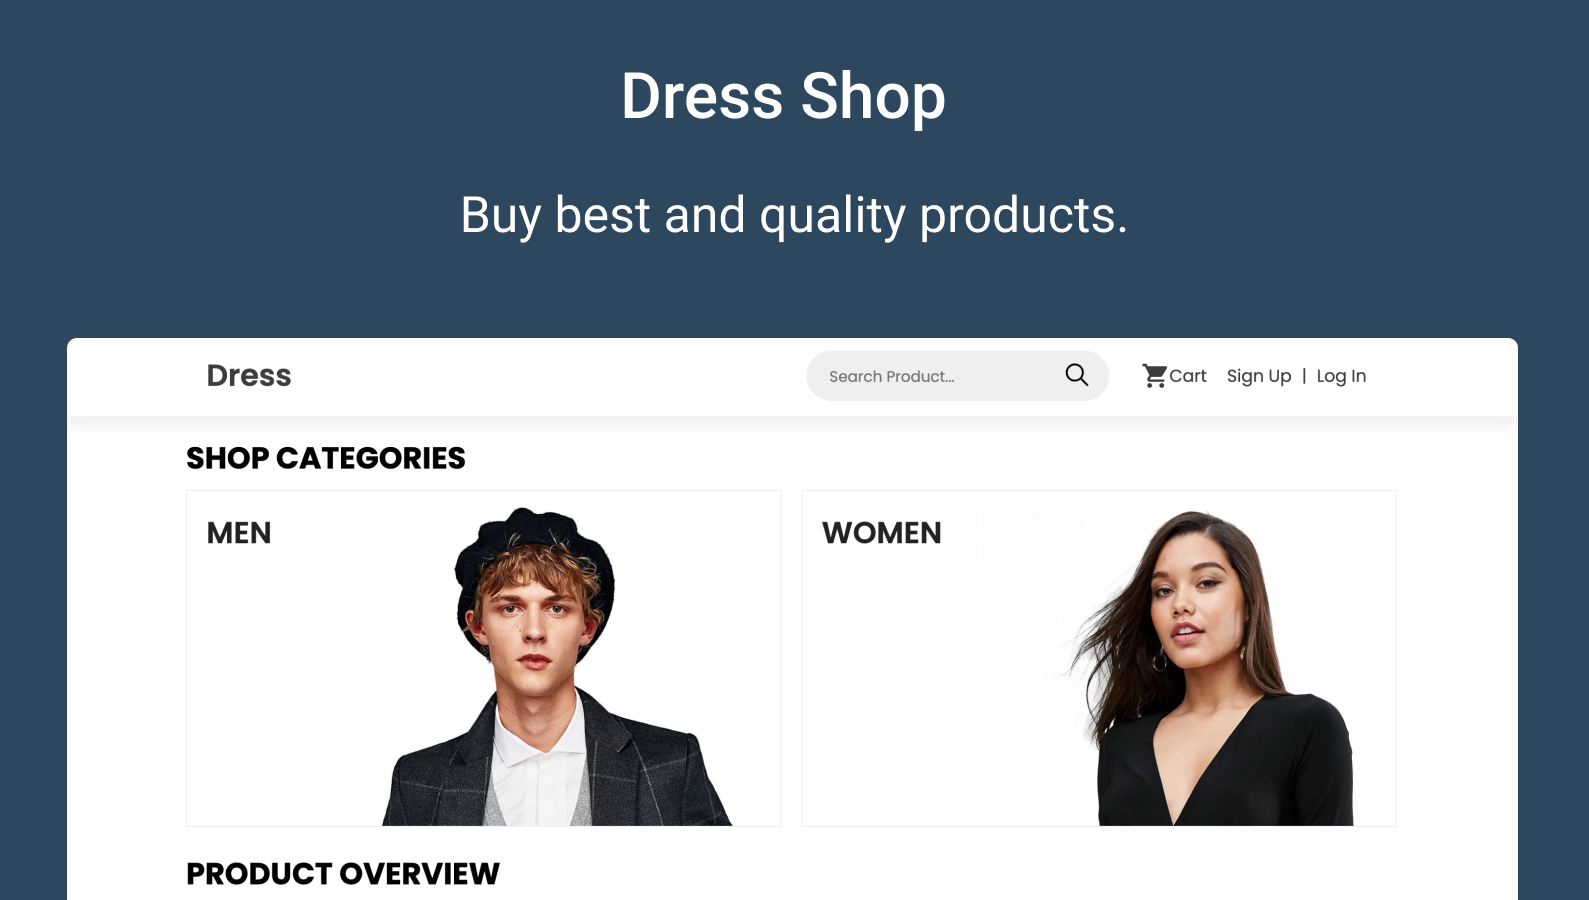 Dress Shop
Buy best and quality products.
Dress
Search Product...
Cart
Sign Up | Log In
SHOP CATEGORIES
MEN
WOMEN
PRODUCT OVERVIEW